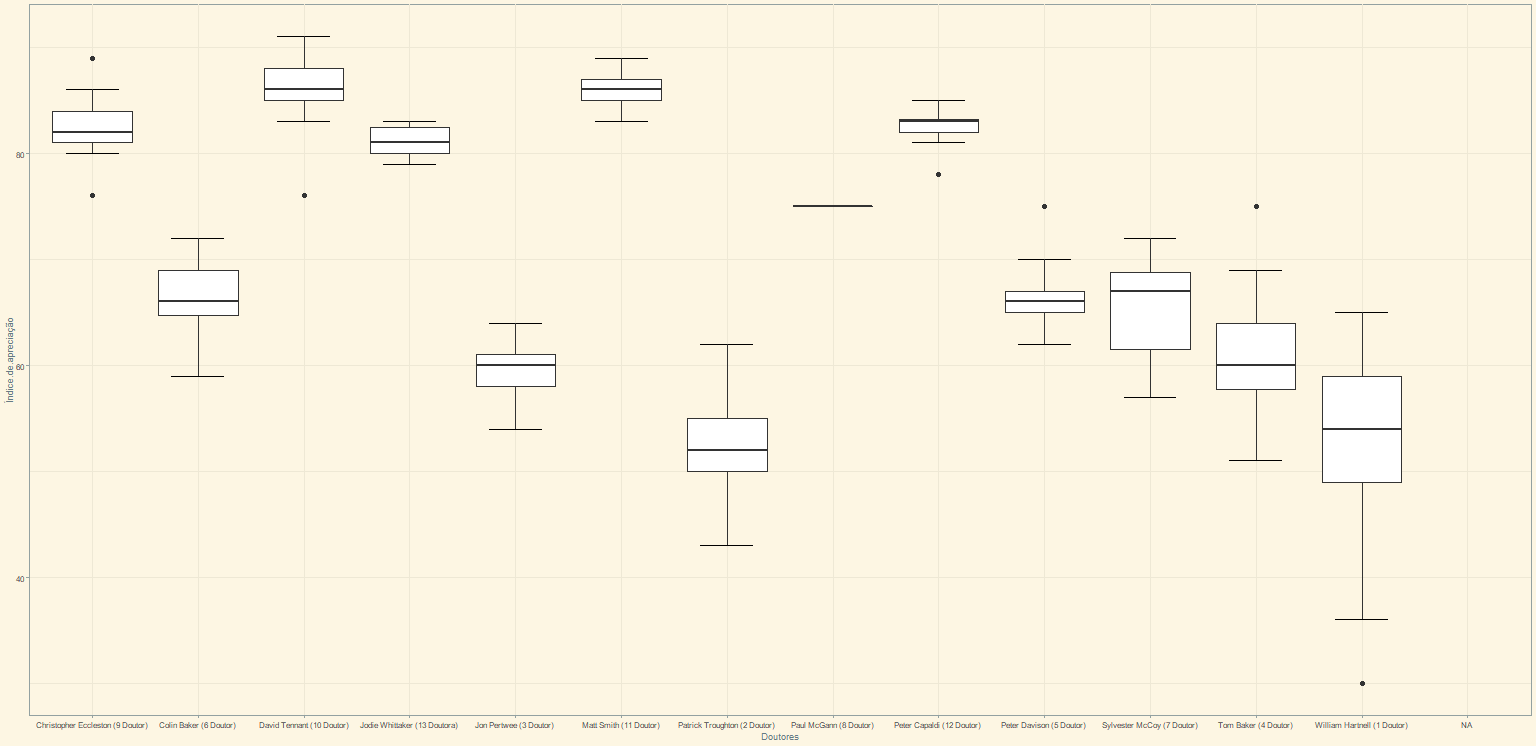 Índice.de.apreciação
80
60
40
Christopher Eccleston (9 Doutor) Colin Baker (6 Doutor) David Tennant (10 Doutor) Jodie Whittaker (13 Doutora) Jon Pertwee (3 Doutor) Matt Smith (11 Doutor) Patrick Troughton (2 Doutor) Paul McGann (8 Doutor) Peter Capaldi (12 Doutor) Peter Davison (5 Doutor) Sylvester McCoy (7 Doutor) Tom Baker (4 Doutor) William Hartnell (1 Doutor) NA
Doutores